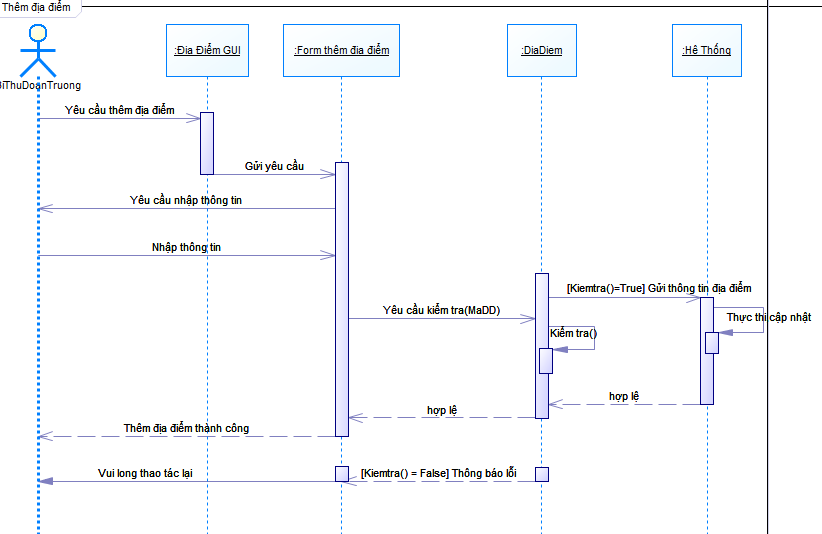 Thêm địa điểm
:Địa Điểm GUI
:Form thêm địa điểm
:DiaDiem
:Hệ Thống
BiThuDoanTruong
Yêu cầu thêm địa điểm
Gửi yêu cầu
Yêu cầu nhập thông tin
Nhập thông tin
[Kiemtra()=True] Gửi thông tin địa điểm
Yêu cầu kiểm tra(MaDD)
Thực thi cập nhật
Kiểm tra()
hợp lệ
hợp lệ
Thêm địa điểm thành công
Vui long thao tác lại
[Kiemtra() = False] Thông báo lỗi